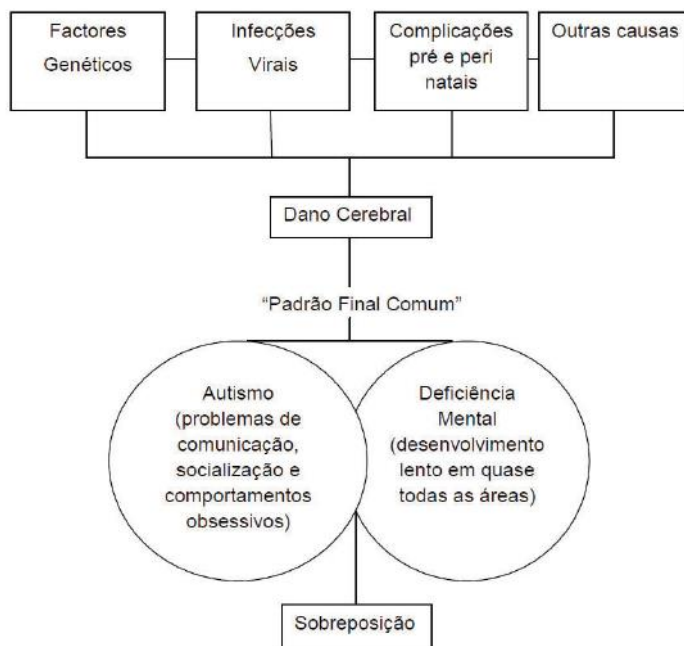 Factores
Genéticos
Infecções
Virais
Complicações
pré e peri
natais
Outras causas
Dano Cerebral
“Padrão Final Comum”
Autismo
(problemas de
comunicação,
socialização e
comportamentos
obsessivos)
Deficiência
Mental
(desenvolvimento
lento em quase
todas as áreas)
Sobreposição